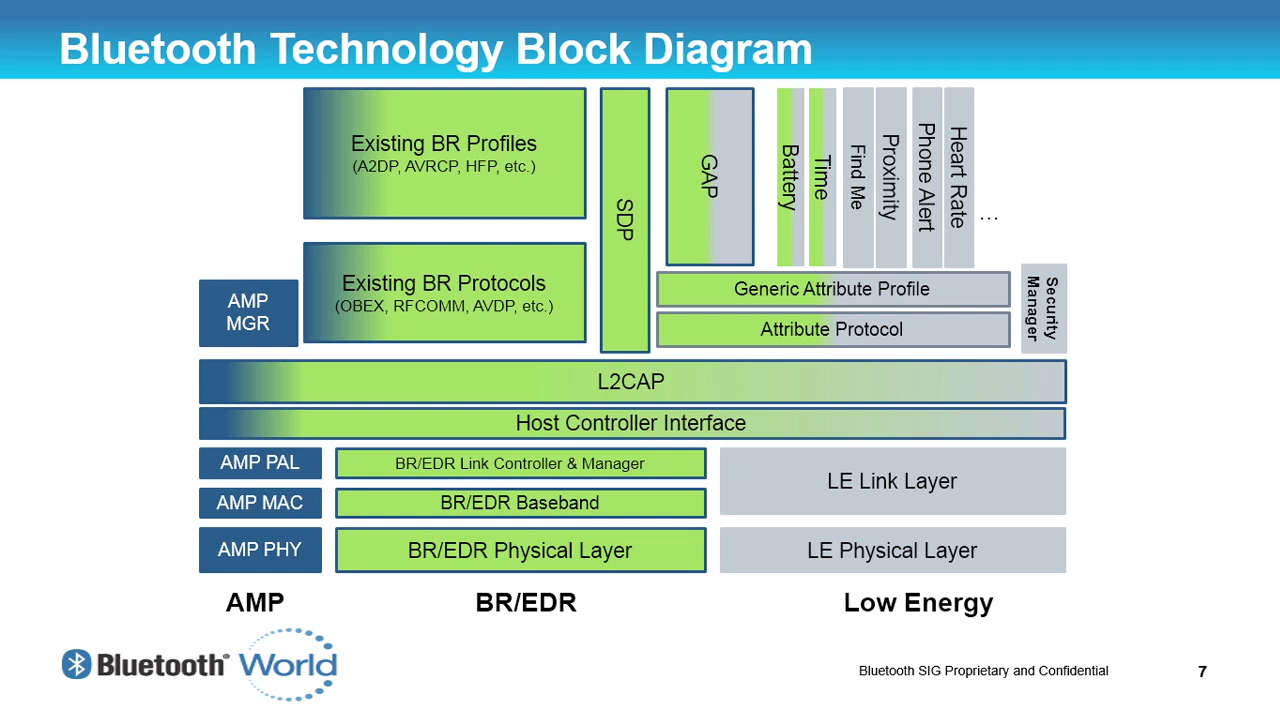 Bluetooth Technology Block Diagram
Existing BR Profiles
(A2DP, AVRCP, HFP, etc.)
SDP
GAP
Battery
Time
Find Me
Proximity
Phone Alert
Heart Rate
...
AMP
MGR
Existing BR Protocols
(OBEX, RFCOMM, AVDP, etc.)
Generic Attribute Profile
Attribute Protocol
Security
Manager
L2CAP
Host Controller Interface
AMP PAL
BR/EDR Link Controller & Manager
LE Link Layer
AMP MAC
BR/EDR Baseband
AMP PHY
BR/EDR Physical Layer
LE Physical Layer
AMP
BR/EDR
Low Energy
Bluetooth® World
Bluetooth SIG Proprietary and Confidential
7